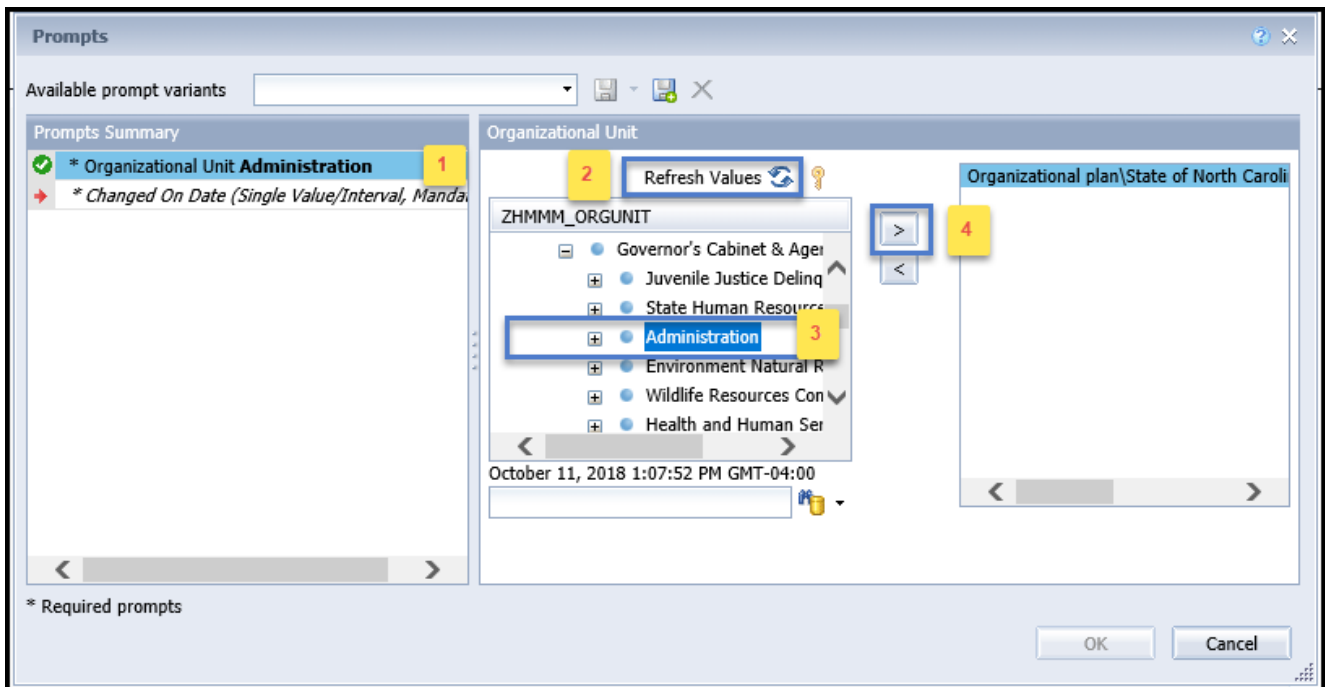 Prompts
Available prompt variants
Prompts Summary
* Organizational Unit Administration
1
* Changed On Date (Single Value/Interval, Manda
Organizational Unit
2
Refresh Values
ZHMMM_ORGUNIT
Governor's Cabinet & Agen
Juvenile Justice Delinq
State Human Resource
Administration
3
Environment Natural R
Wildlife Resources Con
Health and Human Ser
October 11, 2018 1:07:52 PM GMT-04:00
>
4
<
Organizational plan\State of North Caroli
* Required prompts
OK
Cancel